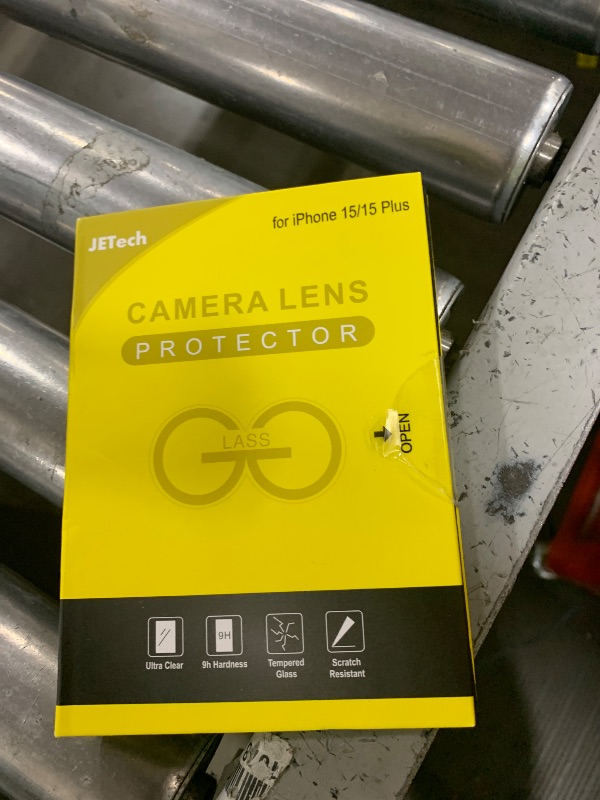 JETech
for iPhone 15/15 Plus
CAMERA LENS
PROTECTOR
GLASS
OPEN
9H
Ultra Clear
9h Hardness
Tempered
Glass
Scratch
Resistant